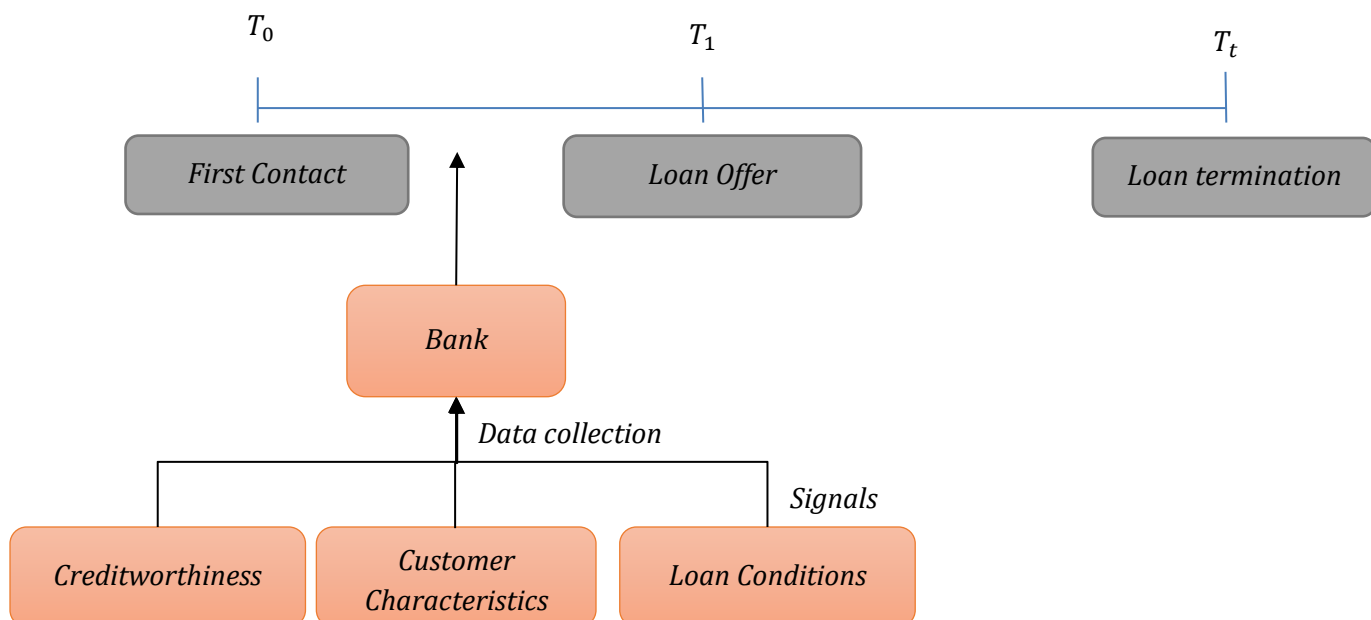 T₀
T₁
Tₜ
First Contact
Loan Offer
Loan termination
Bank
Data collection
Signals
Creditworthiness
Customer
Characteristics
Loan Conditions